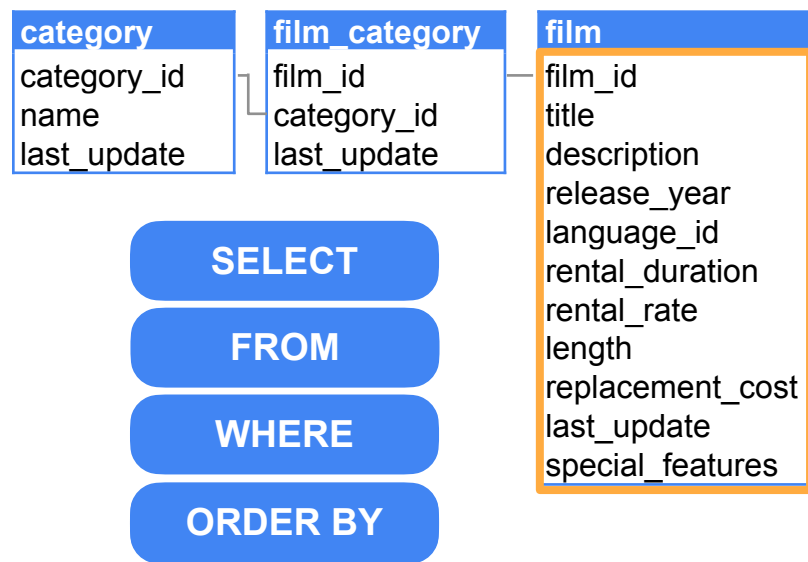 category
category_id
name
last_update
film_category
film_id
category_id
last_update
film
film_id
title
description
release_year
language_id
rental_duration
rental_rate
length
replacement_cost
last_update
special_features
SELECT
FROM
WHERE
ORDER BY